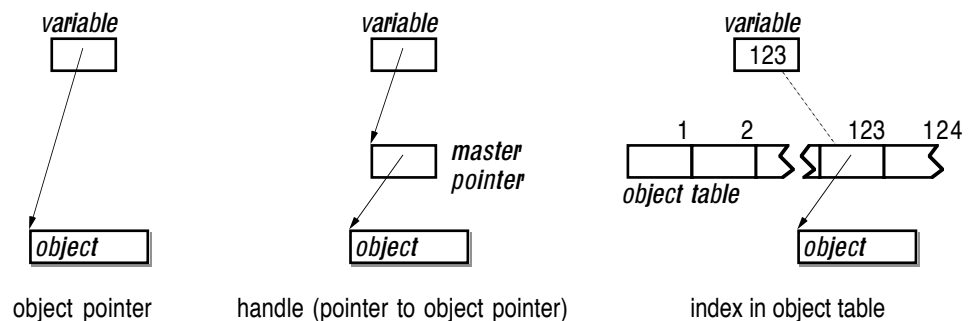 variable
object
object pointer
variable
master
pointer
object
handle (pointer to object pointer)
variable
123
1 2 123 124
object table
object
index in object table